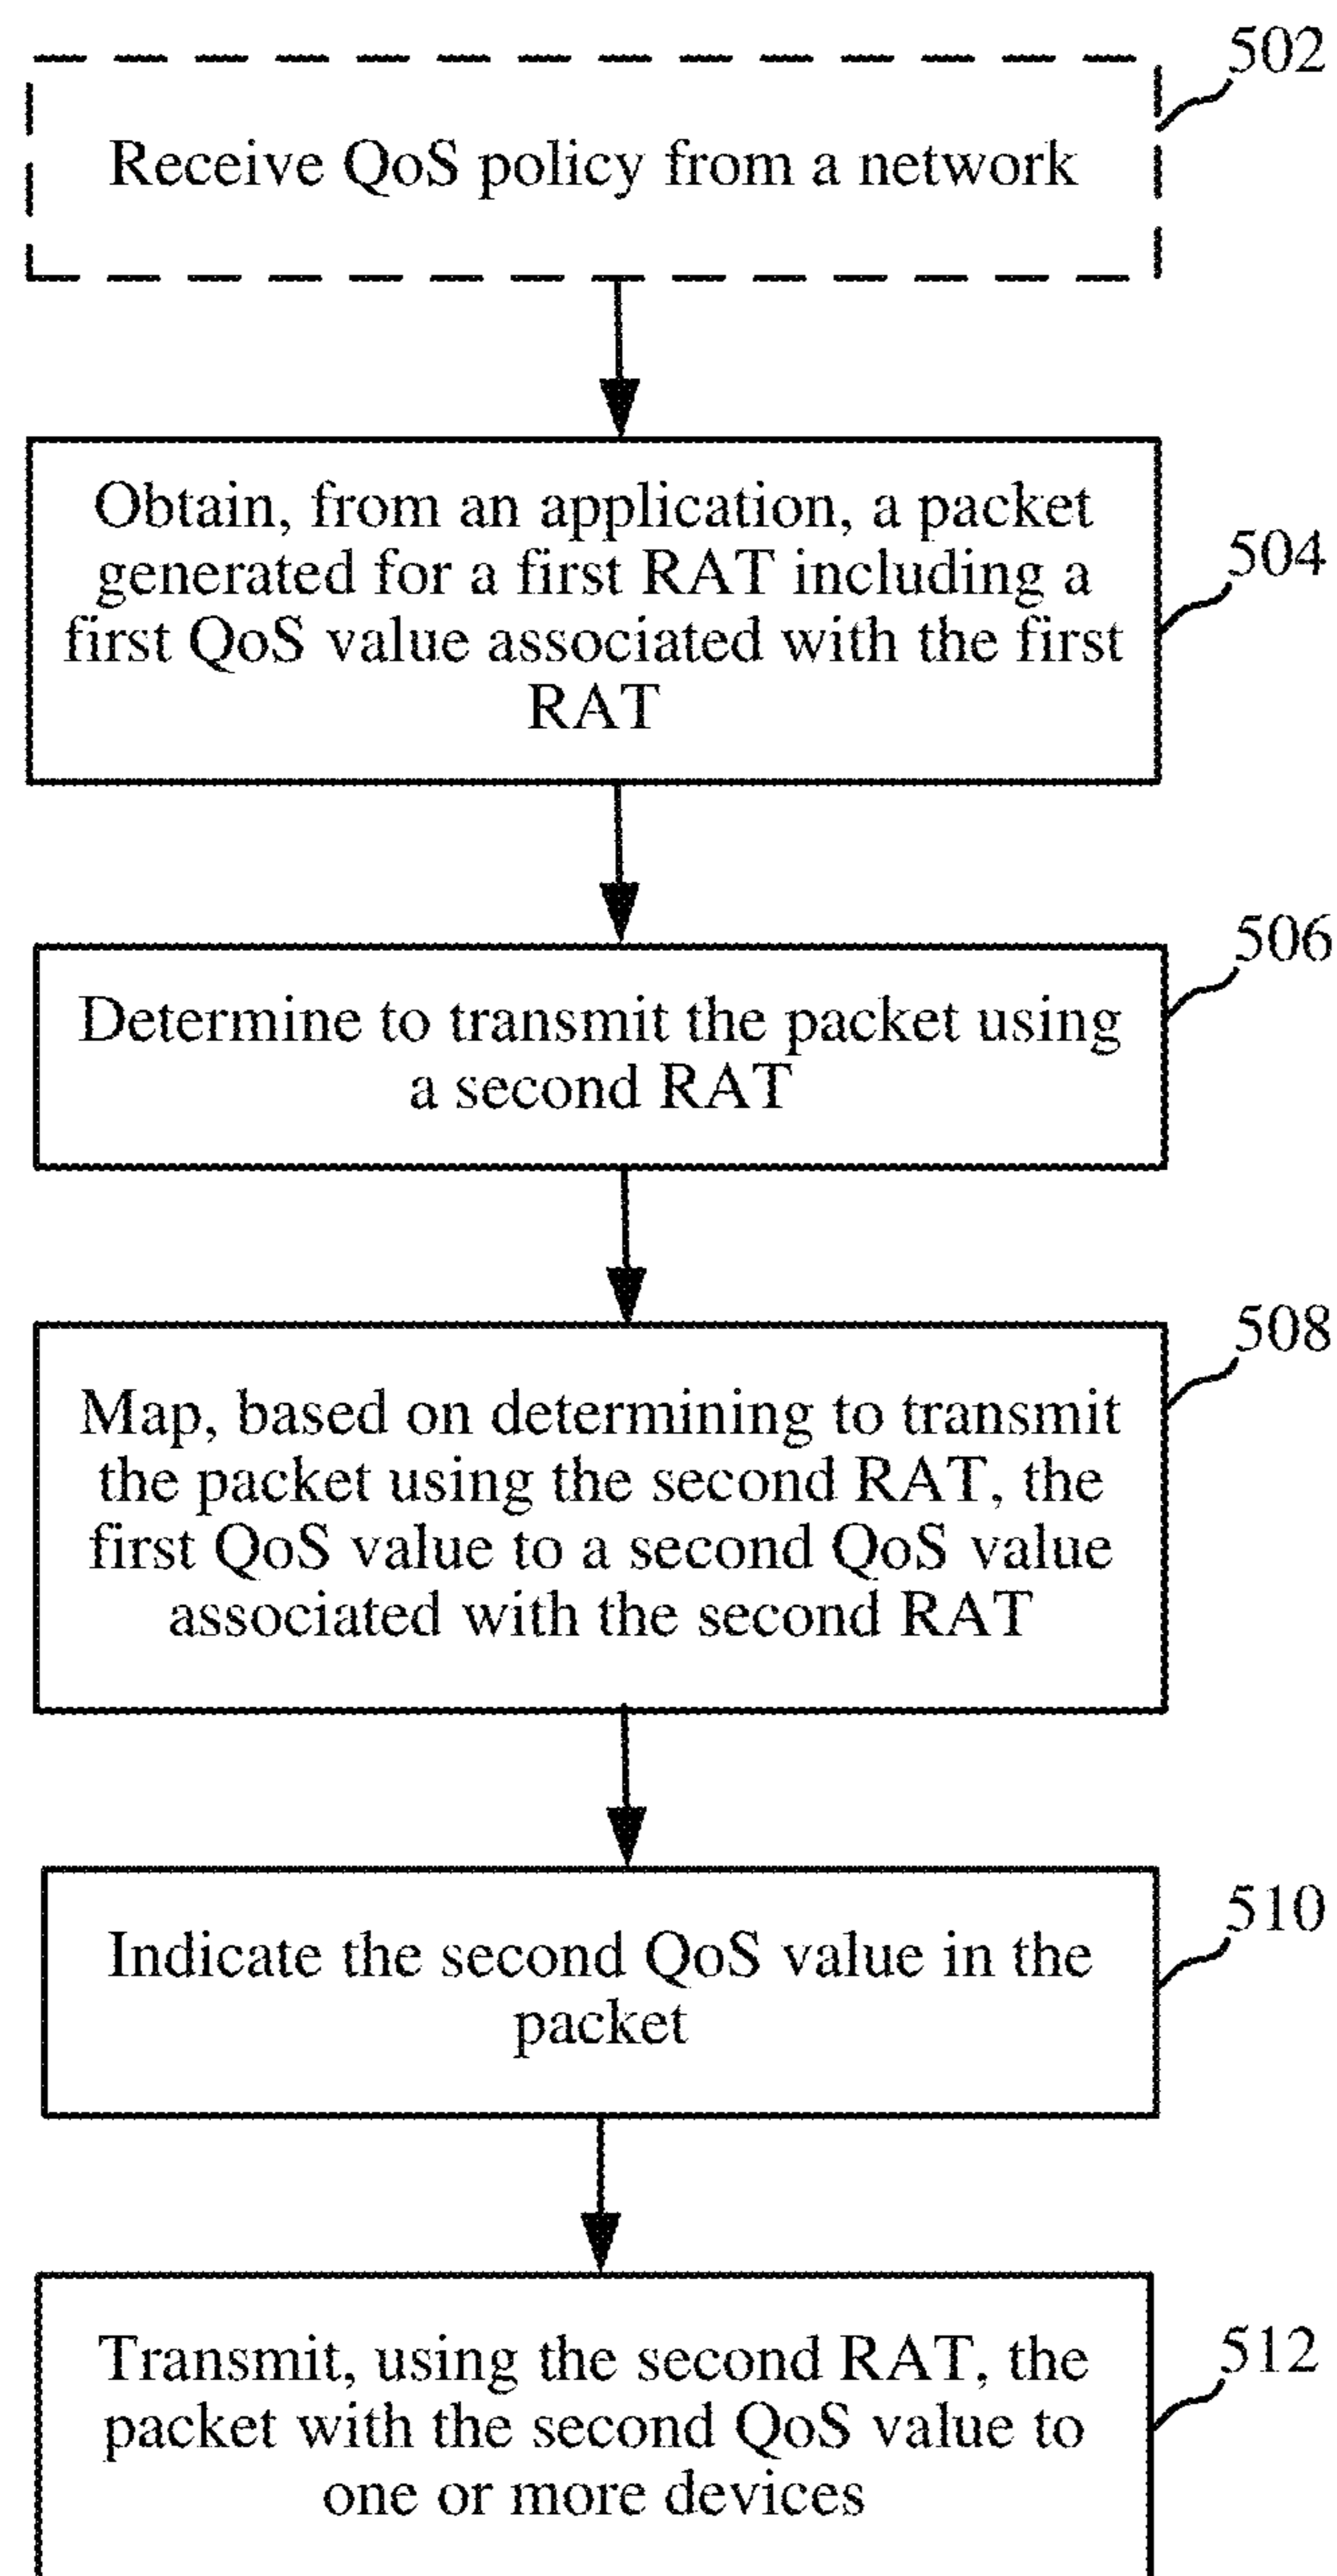 502
Receive QoS policy from a network
Obtain, from an application, a packet
generated for a first RAT including a
first QoS value associated with the first
RAT
504
506
Determine to transmit the packet using
a second RAT
508
Map, based on determining to transmit
the packet using the second RAT, the
first QoS value to a second QoS value
associated with the second RAT
510
Indicate the second QoS value in the
packet
512
Transmit, using the second RAT, the
packet with the second QoS value to
one or more devices